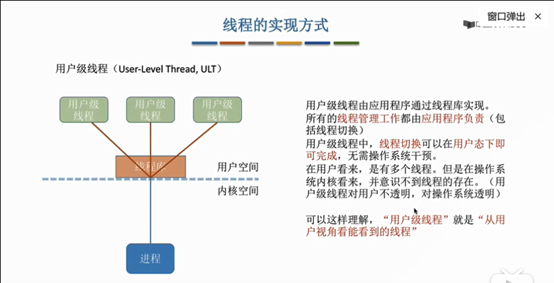 线程的实现方式
窗口弹出
用户级线程（User-Level Thread, ULT）
用户级
线程
用户级
线程
用户级
线程
线程库
用户空间
内核空间
进程
用户级线程由应用程序通过线程库实现。
所有的线程管理工作都由应用程序负责（包
括线程切换）
用户级线程中，线程切换可以在用户态下即
可完成，无需操作系统干预。
在用户看来，是有多个线程。但是在操作系
统内核看来，并意识不到线程的存在。（用
户级线程对用户不透明，对操作系统透明）
可以这样理解，“用户级线程”就是“从用
户视角看能看到的线程”